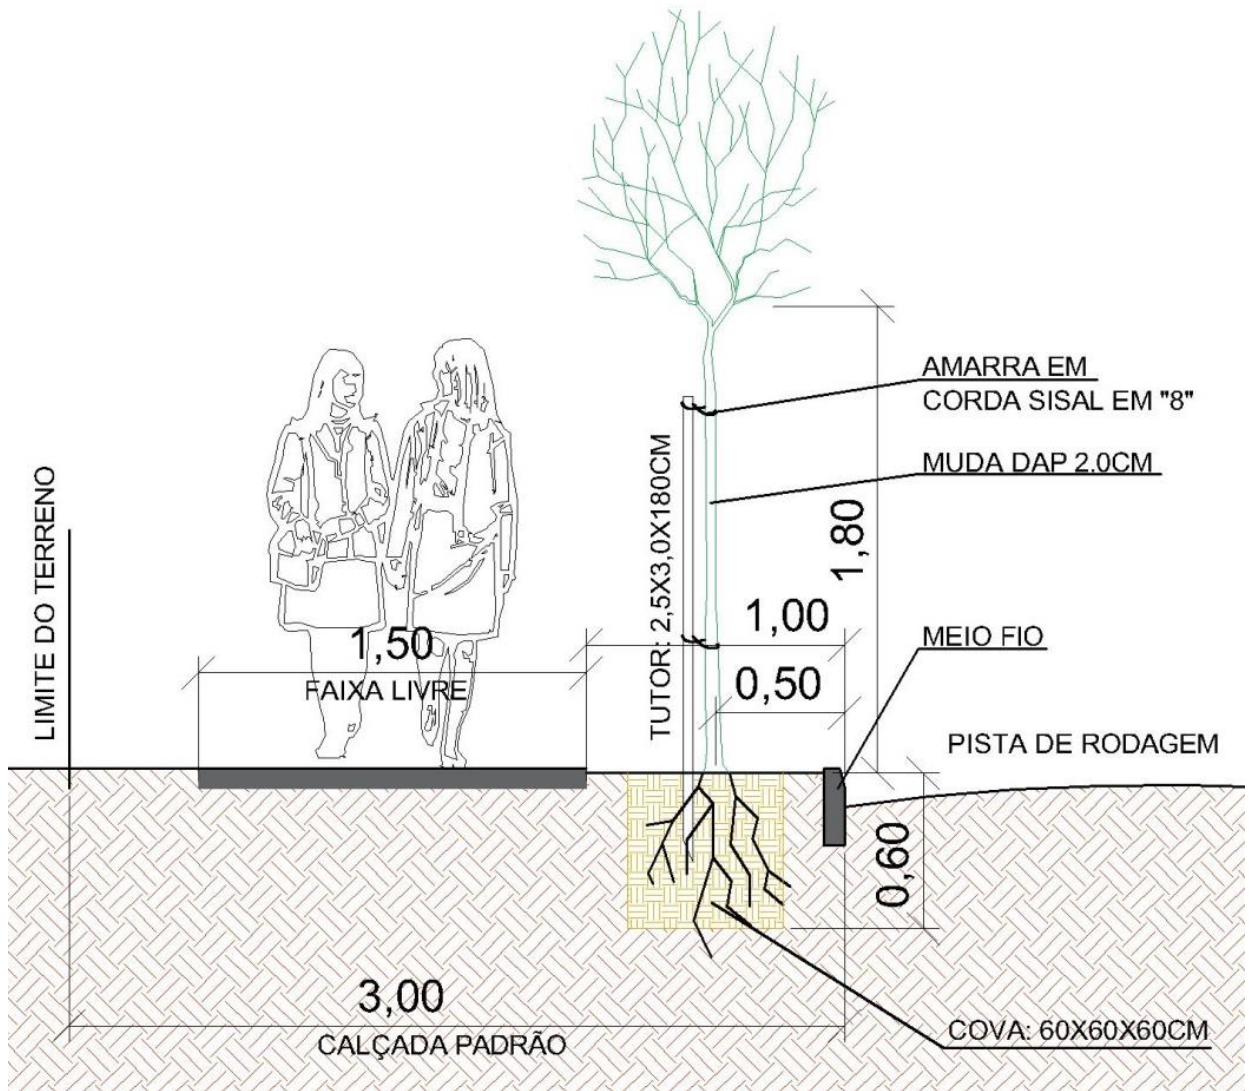 AMARRA EM
CORDA SISAL EM "8"
MUDA DAP 2.0CM
LIMITE DO TERRENO
TUTOR: 2,5X3,0X180CM
1,80
1,50
FAIXA LIVRE
1,00
0,50
MEIO FIO
PISTA DE RODAGEM
0,60
3,00
CALÇADA PADRÃO
COVA: 60X60X60CM